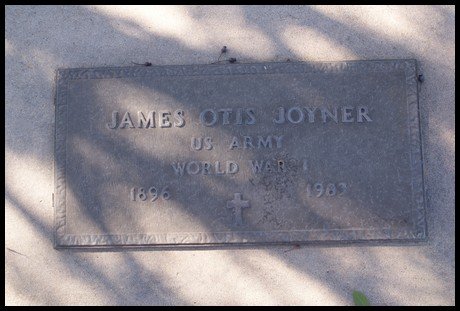 JAMES OTIS JOYNER
US ARMY
WORLD WAR I
1896 1983